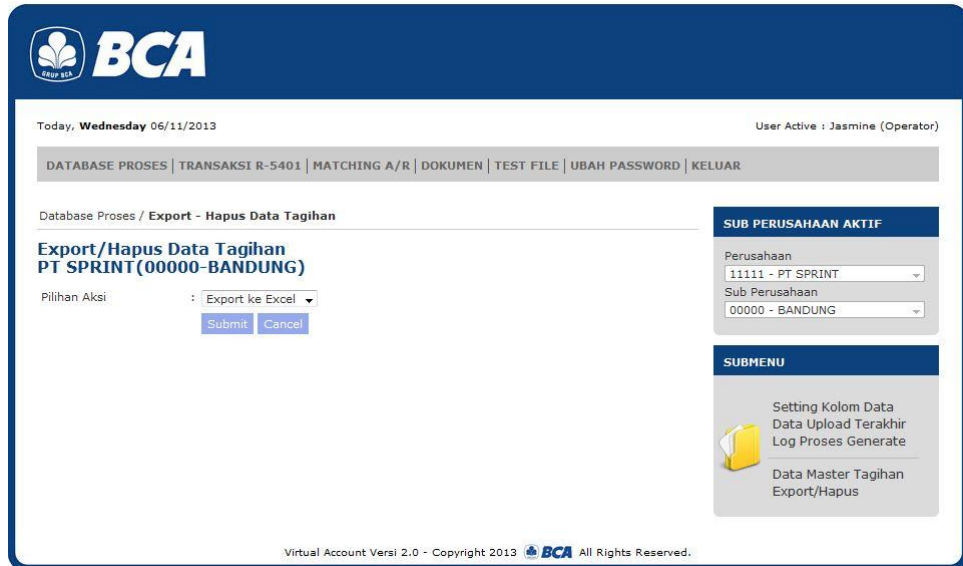 GRUP BCA
BCA
Today, Wednesday 06/11/2013
User Active : Jasmine (Operator)
DATABASE PROSES | TRANSAKSI R-5401 | MATCHING A/R | DOKUMEN | TEST FILE | UBAH PASSWORD | KELUAR
Database Proses / Export - Hapus Data Tagihan
Export/Hapus Data Tagihan
PT SPRINT(00000-BANDUNG)
Pilihan Aksi : Export ke Excel
Submit Cancel
SUB PERUSAHAAN AKTIF
Perusahaan
11111 - PT SPRINT
Sub Perusahaan
00000 - BANDUNG
SUBMENU
Setting Kolom Data
Data Upload Terakhir
Log Proses Generate
Data Master Tagihan
Export/Hapus
Virtual Account Versi 2.0 - Copyright 2013 BCA All Rights Reserved.